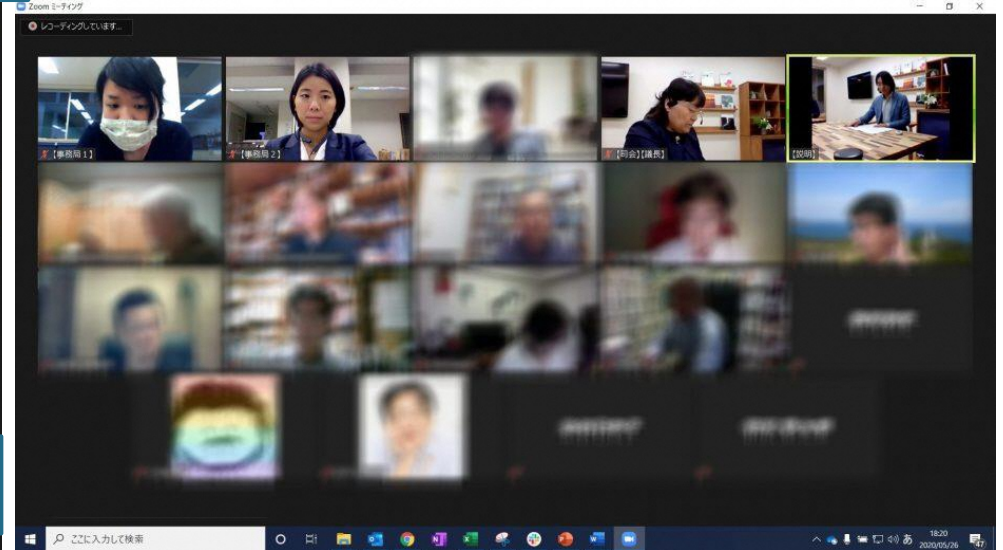 Zoom ミーティング
レコーディングしています...
【事務局1】
【事務局2】
【司会】【議長】
【説明】
ここに入力して検索
あ
18:20
2020/05/26
47